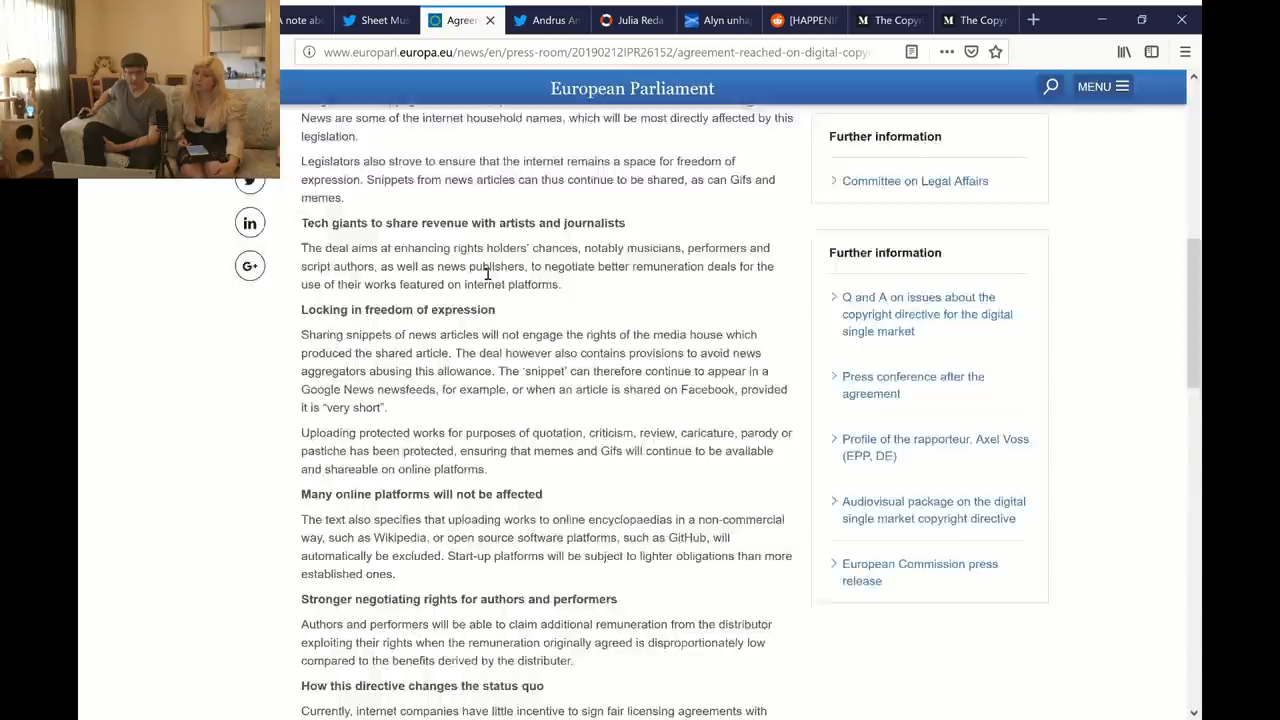 A note abo
Sheet Mus
Agreen
Andrus An
Julia Reda
Alyn unha
[HAPPENIN
The Copyr
The Copyr
www.europarl.europa.eu/news/en/press-room/20190212IPR26152/agreement-reached-on-digital-copy
European Parliament
MENU
News are some of the internet household names, which will be most directly affected by this
legislation.
Legislators also strove to ensure that the internet remains a space for freedom of
expression. Snippets from news articles can thus continue to be shared, as can Gifs and
memes.
Tech giants to share revenue with artists and journalists
The deal aims at enhancing rights holders' chances, notably musicians, performers and
script authors, as well as news publishers, to negotiate better remuneration deals for the
use of their works featured on internet platforms.
Locking in freedom of expression
Sharing snippets of news articles will not engage the rights of the media house which
produced the shared article. The deal however also contains provisions to avoid news
aggregators abusing this allowance. The 'snippet' can therefore continue to appear in a
Google News newsfeeds, for example, or when an article is shared on Facebook, provided
it is "very short".
Uploading protected works for purposes of quotation, criticism, review, caricature, parody or
pastiche has been protected, ensuring that memes and Gifs will continue to be available
and shareable on online platforms.
Many online platforms will not be affected
The text also specifies that uploading works to online encyclopaedias in a non-commercial
way, such as Wikipedia, or open source software platforms, such as GitHub, will
automatically be excluded. Start-up platforms will be subject to lighter obligations than more
established ones.
Stronger negotiating rights for authors and performers
Authors and performers will be able to claim additional remuneration from the distributor
exploiting their rights when the remuneration originally agreed is disproportionately low
compared to the benefits derived by the distributer.
How this directive changes the status quo
Currently, internet companies have little incentive to sign fair licensing agreements with
Further information
Committee on Legal Affairs
Further information
Q and A on issues about the
copyright directive for the digital
single market
Press conference after the
agreement
Profile of the rapporteur, Axel Voss
(EPP, DE)
Audiovisual package on the digital
single market copyright directive
European Commission press
release
in
G+